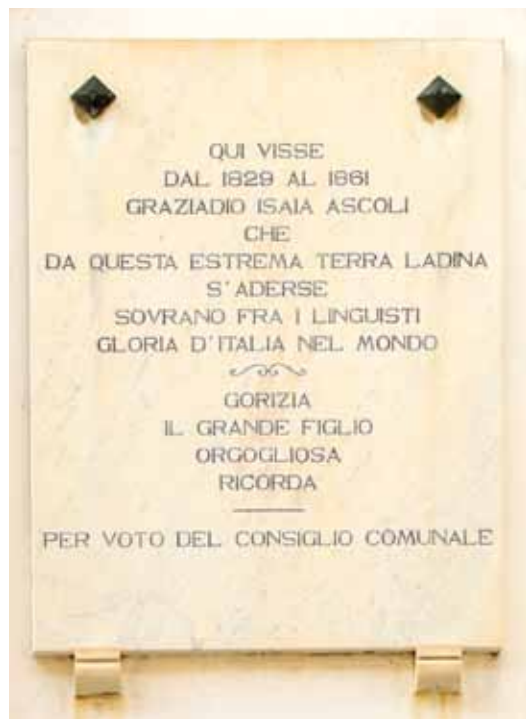 QUI VISSE
DAL 1829 AL 1861
GRAZIADIO ISAIA ASCOLI
CHE
DA QUESTA ESTREMA TERRA LADINA
S'ADERSE
SOVRANO FRA I LINGUISTI
GLORIA D'ITALIA NEL MONDO
GORIZIA
IL GRANDE FIGLIO
ORGOGLIOSA
RICORDA
PER VOTO DEL CONSIGLIO COMUNALE